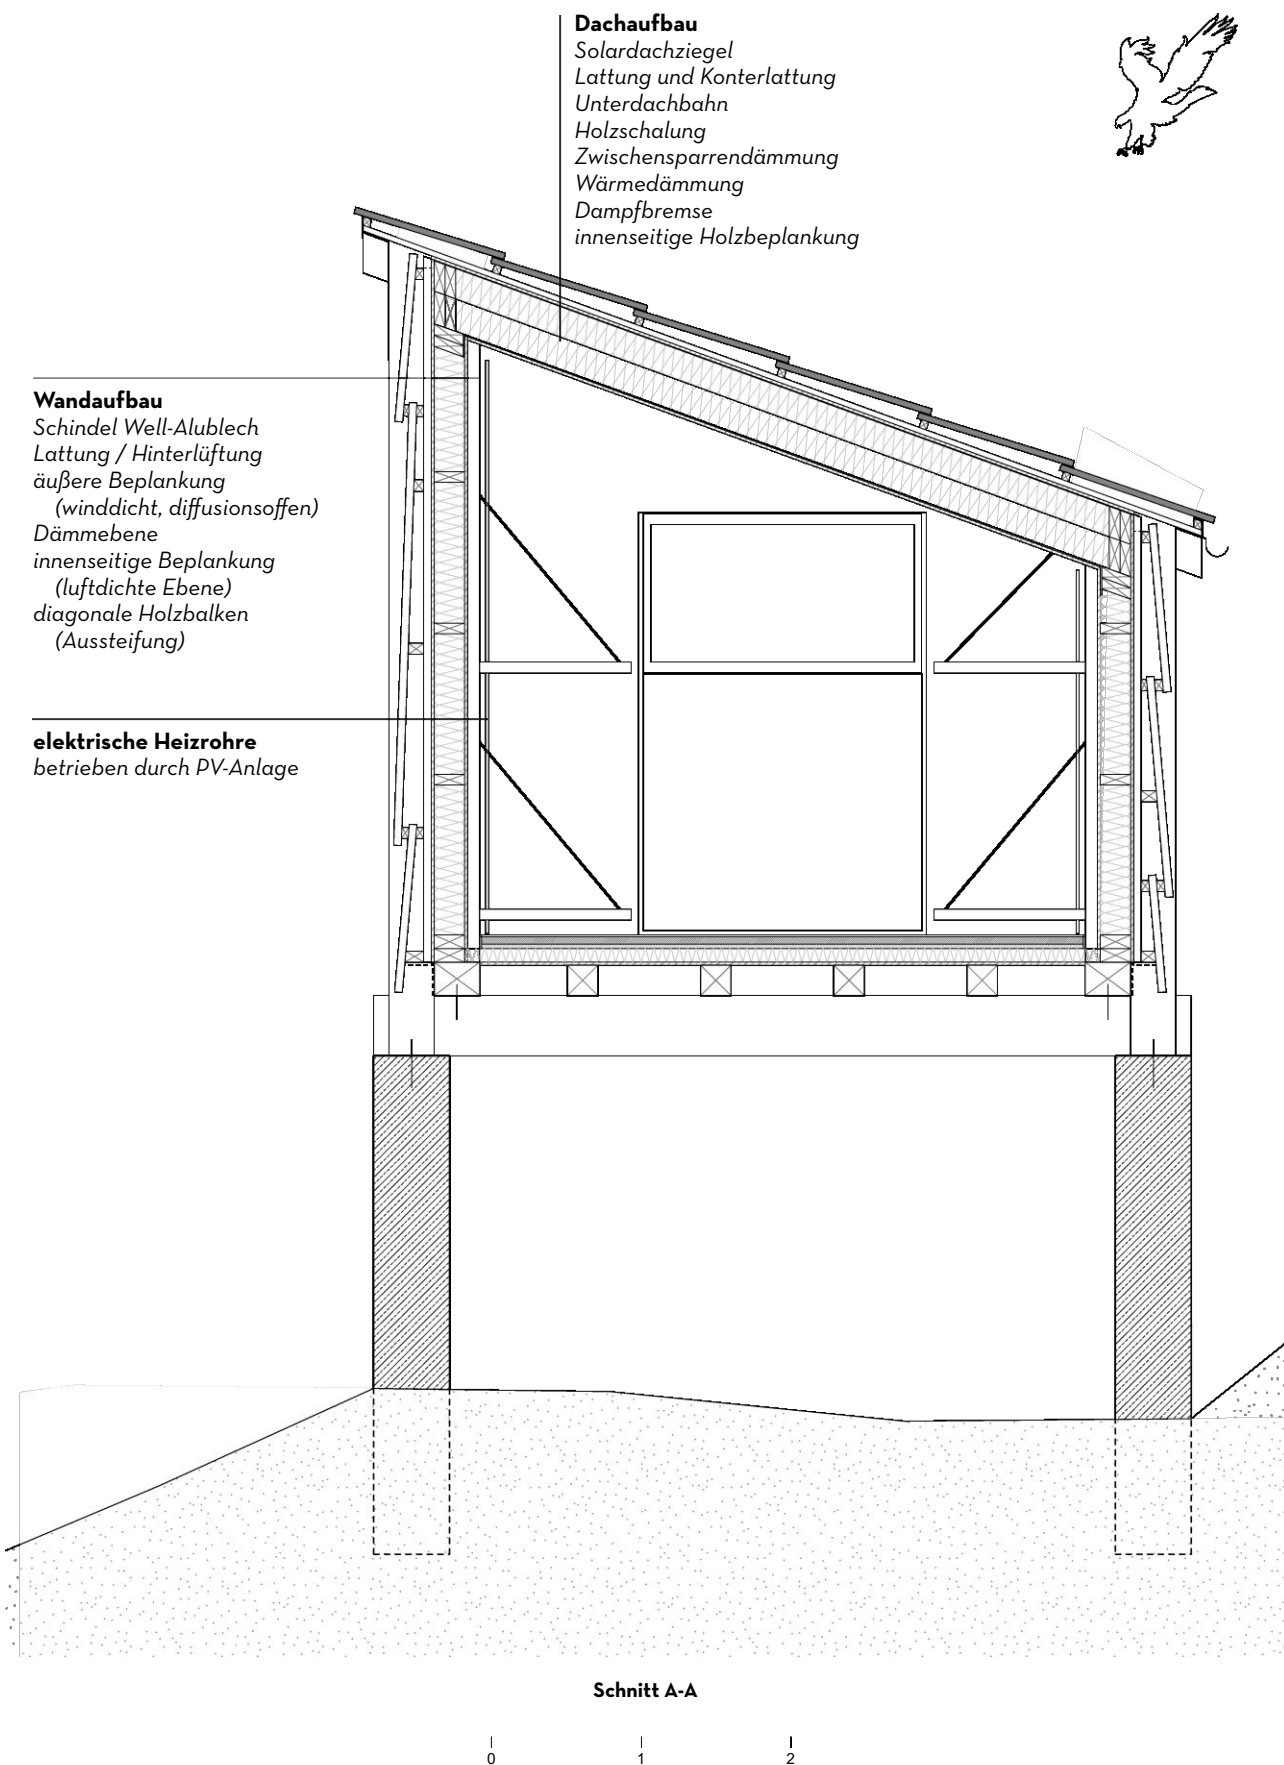 Dachaufbau
Solardachziegel
Lattung und Konterlattung
Unterdachbahn
Holzschalung
Zwischensparrendämmung
Wärmedämmung
Dampfbremse
innenseitige Holzbeplankung
Wandaufbau
Schindel Well-Alublech
Lattung / Hinterlüftung
äußere Beplankung
(winddicht, diffusionsoffen)
Dämmebene
innenseitige Beplankung
(luftdichte Ebene)
diagonale Holzbalken
(Aussteifung)
elektrische Heizrohre
betrieben durch PV-Anlage
Schnitt A-A
0 1 2